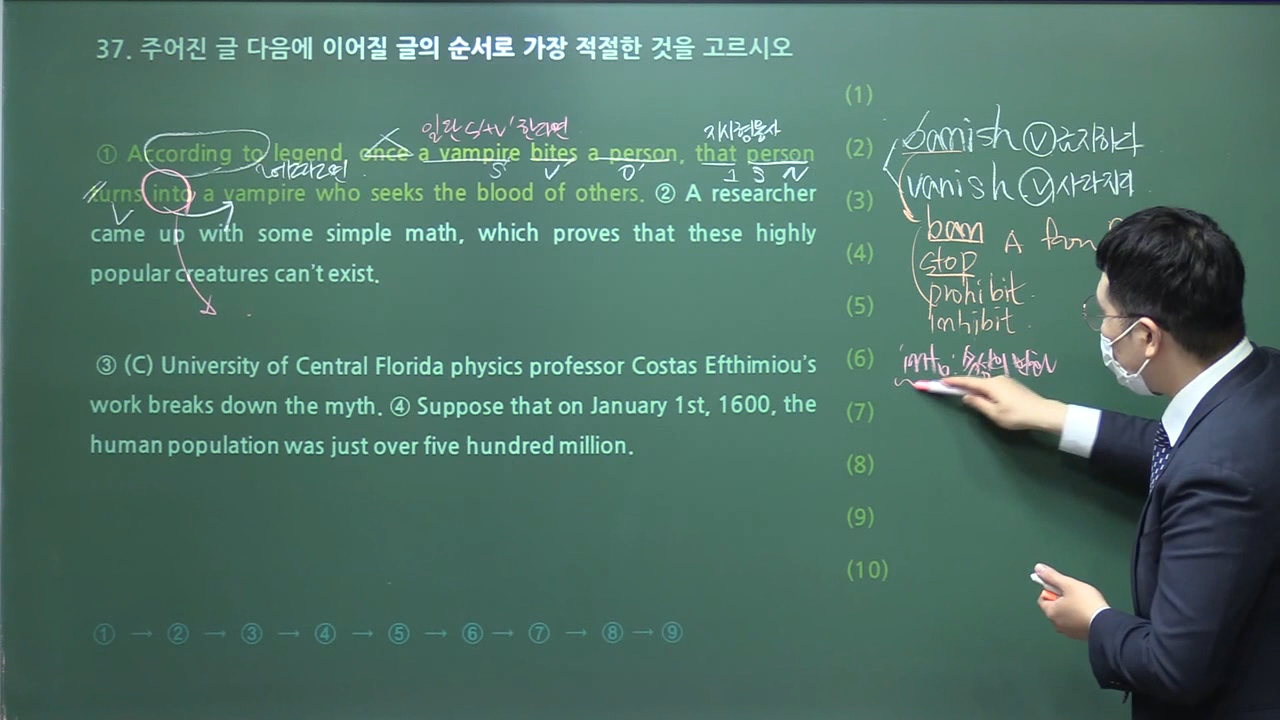 37. 주어진 글 다음에 이어질 글의 순서로 가장 적절한 것을 고르시오
일단 S+V' 한다면
지시형용사
① According to legend, once a vampire bites a person, that person
에 따르면
S' V' O' S
turns into a vampire who seeks the blood of others. ② A researcher
V
came up with some simple math, which proves that these highly
popular creatures can't exist.
③ (C) University of Central Florida physics professor Costas Efthimiou's
work breaks down the myth. ④ Suppose that on January 1st, 1600, the
human population was just over five hundred million.
① → ② → ③ → ④ → ⑤ → ⑥ → ⑦ → ⑧ → ⑨
(1)
(2)
(3)
(4)
(5)
(6)
(7)
(8)
(9)
(10)
banish ⓥ 금지하다
vanish ⓥ 사라지다
ban A from
stop
prohibit
inhibit
into: